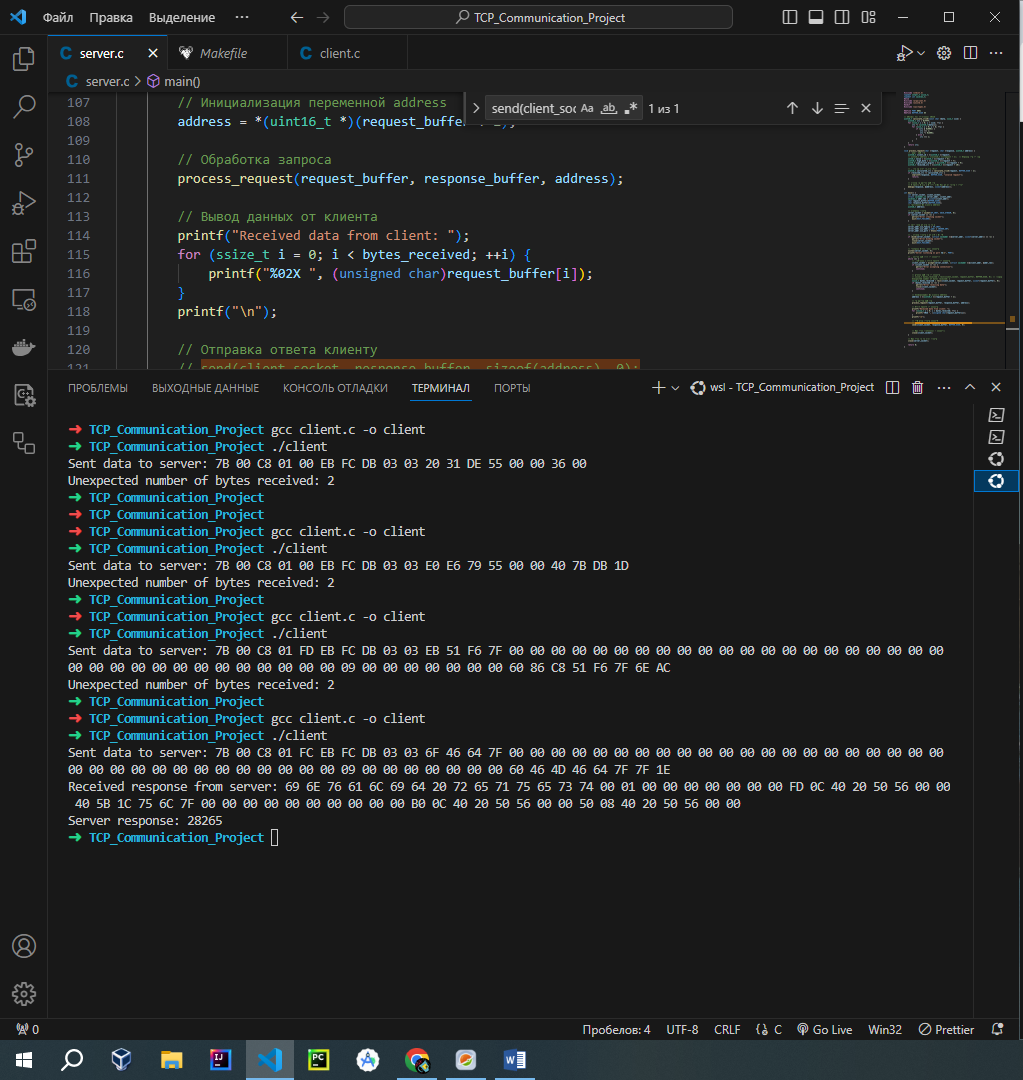 Файл Правка Выделение ··· TCP_Communication_Project
server.c Makefile client.c
server.c > main()
send(client_soc Aa ab .* 1 из 1
107 // Инициализация переменной address
108 address = *(uint16_t *)(request_buffer
109
110 // Обработка запроса
111 process_request(request_buffer, response_buffer, address);
112
113 // Вывод данных от клиента
114 printf("Received data from client: ");
115 for (ssize_t i = 0; i < bytes_received; ++i) {
116 printf("%02X ", (unsigned char)request_buffer[i]);
117 }
118 printf("\n");
119
120 // Отправка ответа клиенту
121 // send(client_socket, response_buffer, sizeof(address), 0);
ПРОБЛЕМЫ ВЫХОДНЫЕ ДАННЫЕ КОНСОЛЬ ОТЛАДКИ ТЕРМИНАЛ ПОРТЫ wsl - TCP_Communication_Project
→ TCP_Communication_Project gcc client.c -o client
→ TCP_Communication_Project ./client
Sent data to server: 7B 00 C8 01 00 EB FC DB 03 03 20 31 DE 55 00 00 36 00
Unexpected number of bytes received: 2
→ TCP_Communication_Project
→ TCP_Communication_Project
→ TCP_Communication_Project gcc client.c -o client
→ TCP_Communication_Project ./client
Sent data to server: 7B 00 C8 01 00 EB FC DB 03 03 E0 E6 79 55 00 00 40 7B DB 1D
Unexpected number of bytes received: 2
→ TCP_Communication_Project
→ TCP_Communication_Project gcc client.c -o client
→ TCP_Communication_Project ./client
Sent data to server: 7B 00 C8 01 FD EB FC DB 03 03 EB 51 F6 7F 00 00 00 00 00 00 00 00 00 00 00 00 00 00 00 00 00 00 00 00 00
00 00 00 00 00 00 00 00 00 00 00 00 00 09 00 00 00 00 00 00 00 60 86 C8 51 F6 7F 6E AC
Unexpected number of bytes received: 2
→ TCP_Communication_Project
→ TCP_Communication_Project gcc client.c -o client
→ TCP_Communication_Project ./client
Sent data to server: 7B 00 C8 01 FC EB FC DB 03 03 6F 46 64 7F 00 00 00 00 00 00 00 00 00 00 00 00 00 00 00 00 00 00 00 00 00
00 00 00 00 00 00 00 00 00 00 00 00 00 09 00 00 00 00 00 00 00 60 46 4D 46 64 7F 7F 1E
Received response from server: 69 6E 76 61 6C 69 64 20 72 65 71 75 65 73 74 00 01 00 00 00 00 00 00 00 FD 0C 40 20 50 56 00 00
40 5B 1C 75 6C 7F 00 00 00 00 00 00 00 00 00 00 B0 0C 40 20 50 56 00 00 50 08 40 20 50 56 00 00
Server response: 28265
→ TCP_Communication_Project
0 Пробелов: 4 UTF-8 CRLF C Go Live Win32 Prettier